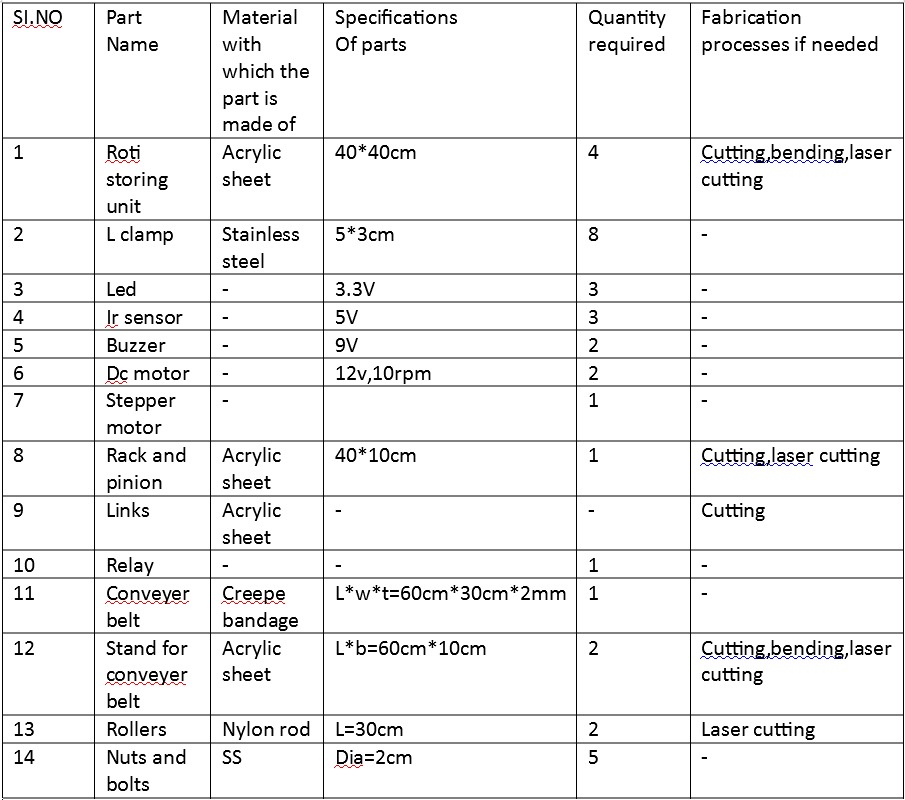 SI.NO Part Material Specifications Quantity Fabrication
Name with Of parts required processes if needed
which the
part is
made of
1 Roti Acrylic 40*40cm 4 Cutting,bending,laser
storing sheet cutting
unit
2 L clamp Stainless 5*3cm 8 -
steel
3 Led - 3.3V 3 -
4 Ir sensor - 5V 3 -
5 Buzzer - 9V 2 -
6 Dc motor - 12v,10rpm 2 -
7 Stepper - 1 -
motor
8 Rack and Acrylic 40*10cm 1 Cutting,laser cutting
pinion sheet
9 Links Acrylic - - Cutting
sheet
10 Relay - - 1 -
11 Conveyer Creepe L*w*t=60cm*30cm*2mm 1 -
belt bandage
12 Stand for Acrylic L*b=60cm*10cm 2 Cutting,bending,laser
conveyer sheet cutting
belt
13 Rollers Nylon rod L=30cm 2 Laser cutting
14 Nuts and SS Dia=2cm 5 -
bolts